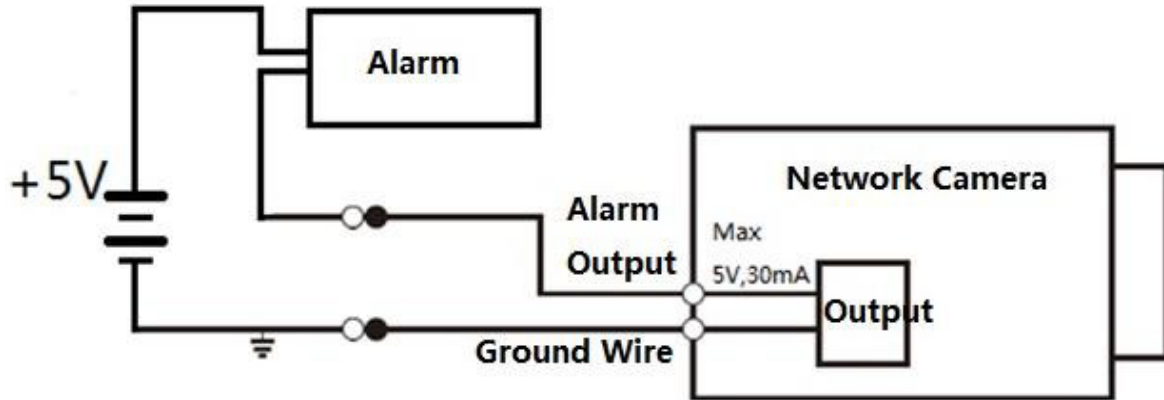 Alarm
+5V
Network Camera
Alarm
Output
Max
5V,30mA
Output
Ground Wire